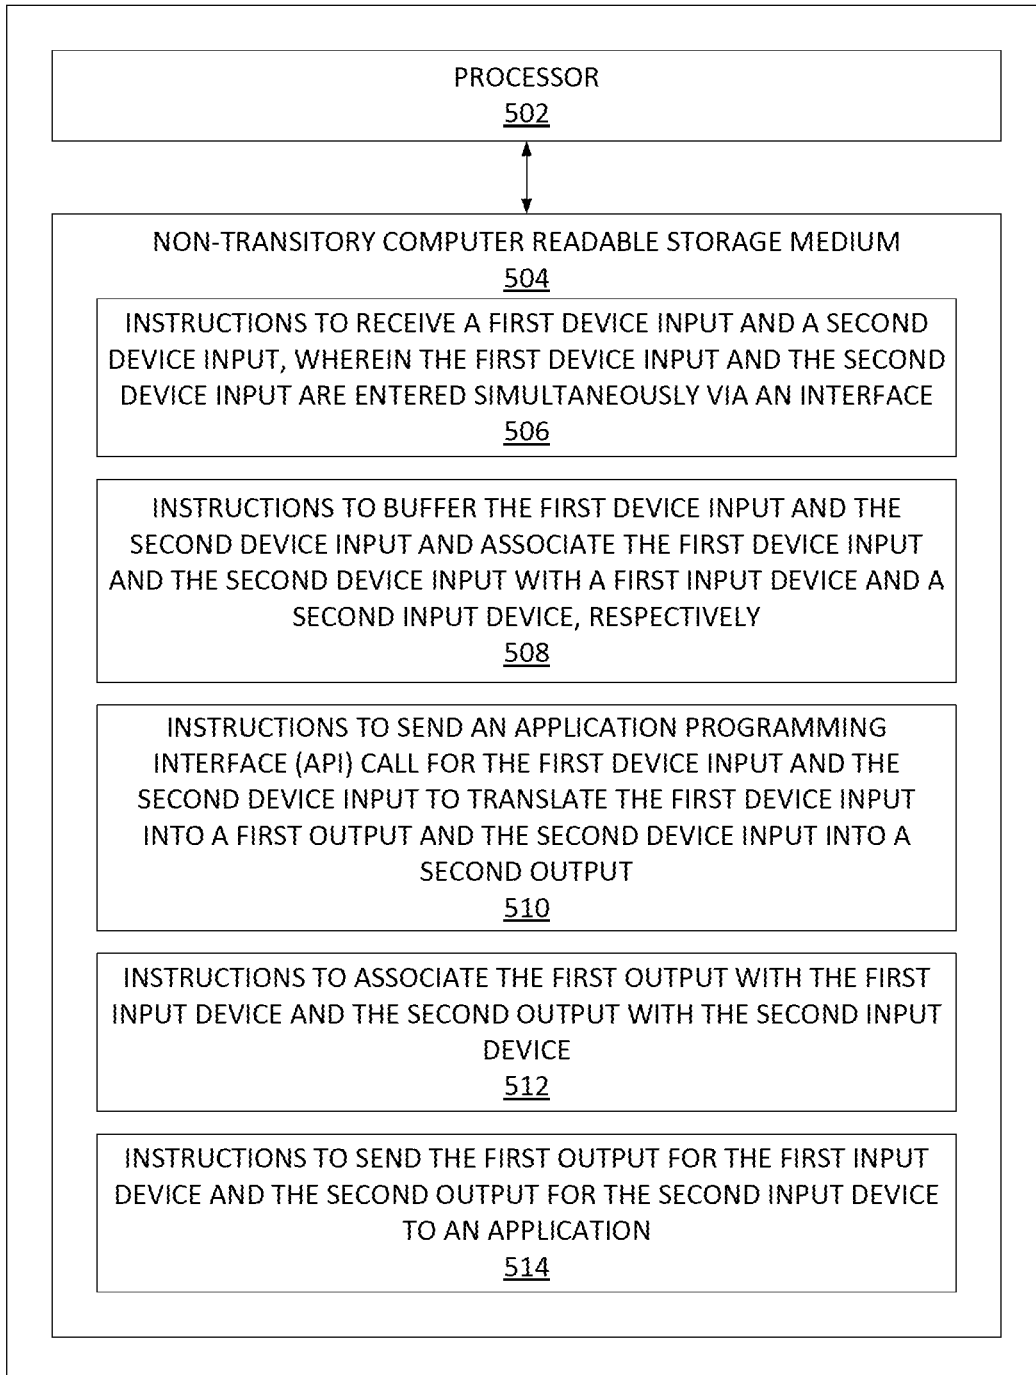 PROCESSOR
502
NON-TRANSITORY COMPUTER READABLE STORAGE MEDIUM
504
INSTRUCTIONS TO RECEIVE A FIRST DEVICE INPUT AND A SECOND
DEVICE INPUT, WHEREIN THE FIRST DEVICE INPUT AND THE SECOND
DEVICE INPUT ARE ENTERED SIMULTANEOUSLY VIA AN INTERFACE
506
INSTRUCTIONS TO BUFFER THE FIRST DEVICE INPUT AND THE
SECOND DEVICE INPUT AND ASSOCIATE THE FIRST DEVICE INPUT
AND THE SECOND DEVICE INPUT WITH A FIRST INPUT DEVICE AND A
SECOND INPUT DEVICE, RESPECTIVELY
508
INSTRUCTIONS TO SEND AN APPLICATION PROGRAMMING
INTERFACE (API) CALL FOR THE FIRST DEVICE INPUT AND THE
SECOND DEVICE INPUT TO TRANSLATE THE FIRST DEVICE INPUT
INTO A FIRST OUTPUT AND THE SECOND DEVICE INPUT INTO A
SECOND OUTPUT
510
INSTRUCTIONS TO ASSOCIATE THE FIRST OUTPUT WITH THE FIRST
INPUT DEVICE AND THE SECOND OUTPUT WITH THE SECOND INPUT
DEVICE
512
INSTRUCTIONS TO SEND THE FIRST OUTPUT FOR THE FIRST INPUT
DEVICE AND THE SECOND OUTPUT FOR THE SECOND INPUT DEVICE
TO AN APPLICATION
514